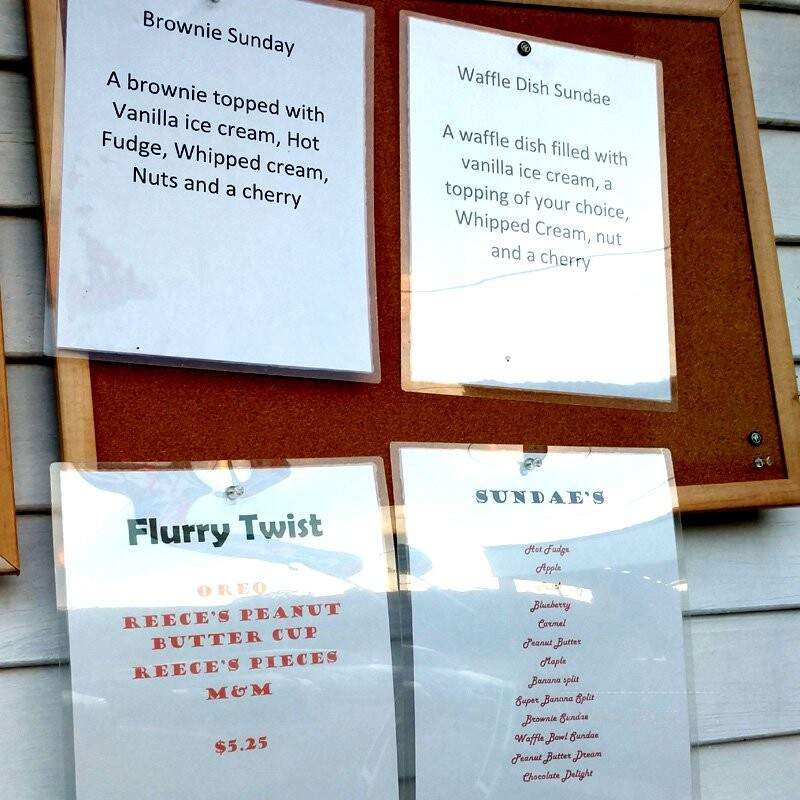 Brownie Sunday
A brownie topped with
Vanilla ice cream, Hot
Fudge, Whipped cream,
Nuts and a cherry
Waffle Dish Sundae
A waffle dish filled with
vanilla ice cream, a
topping of your choice,
Whipped Cream, nut
and a cherry
Flurry Twist
OREO
REECE'S PEANUT
BUTTER CUP
REECE'S PIECES
M&M
$5.25
SUNDAE'S
Hot Fudge
Apple
Blueberry
Carmel
Peanut Butter
Maple
Banana split
Super Banana Split
Brownie Sundae
Waffle Bowl Sundae
Peanut Butter Dream
Chocolate Delight